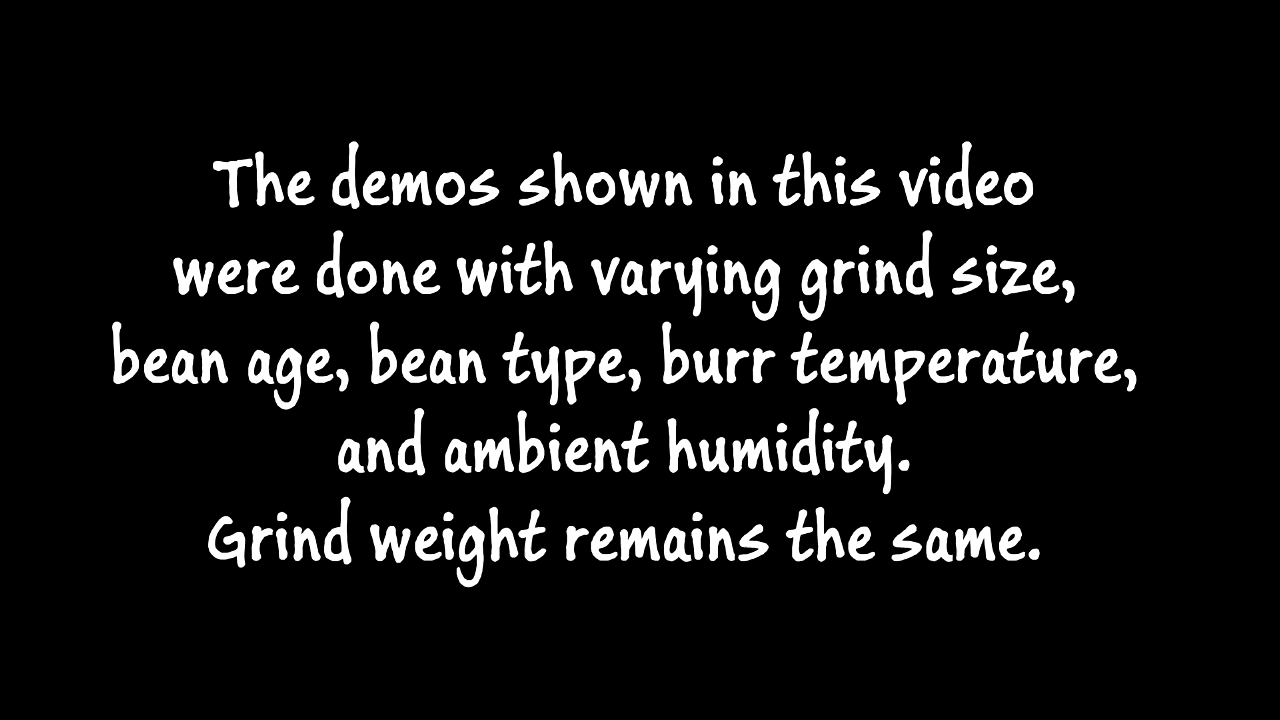 The demos shown in this video
were done with varying grind size,
bean age, bean type, burr temperature,
and ambient humidity.
Grind weight remains the same.